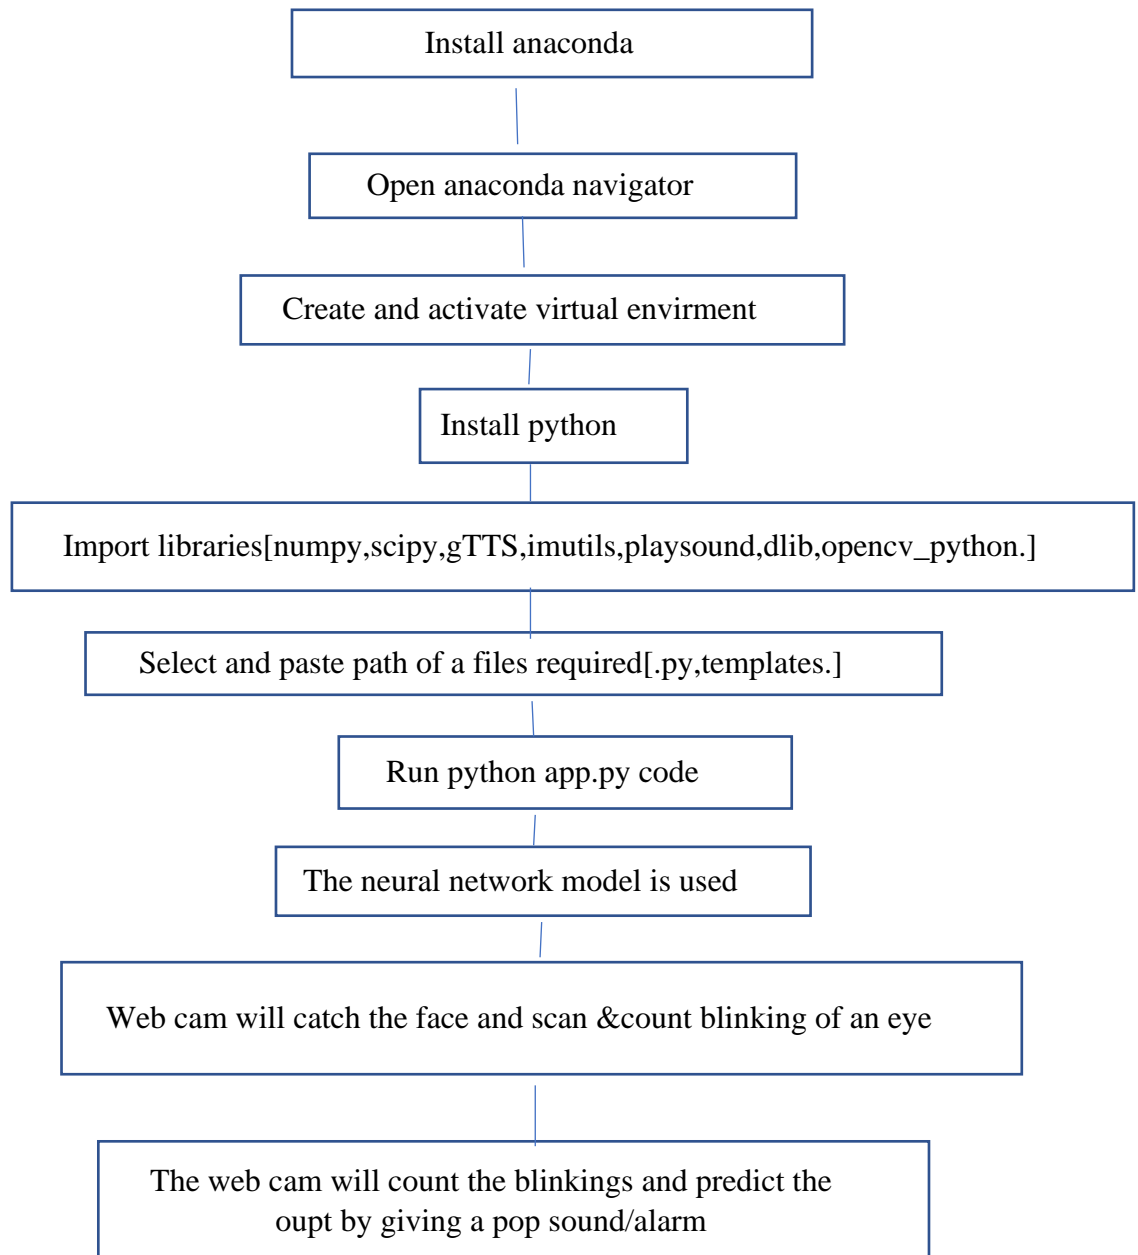 Install anaconda
Open anaconda navigator
Create and activate virtual envirment
Install python
Import libraries[numpy,scipy,gTTS,imutils,playsound,dlib,opencv_python.]
Select and paste path of a files required[.py,templates.]
Run python app.py code
The neural network model is used
Web cam will catch the face and scan &count blinking of an eye
The web cam will count the blinkings and predict the
oupt by giving a pop sound/alarm